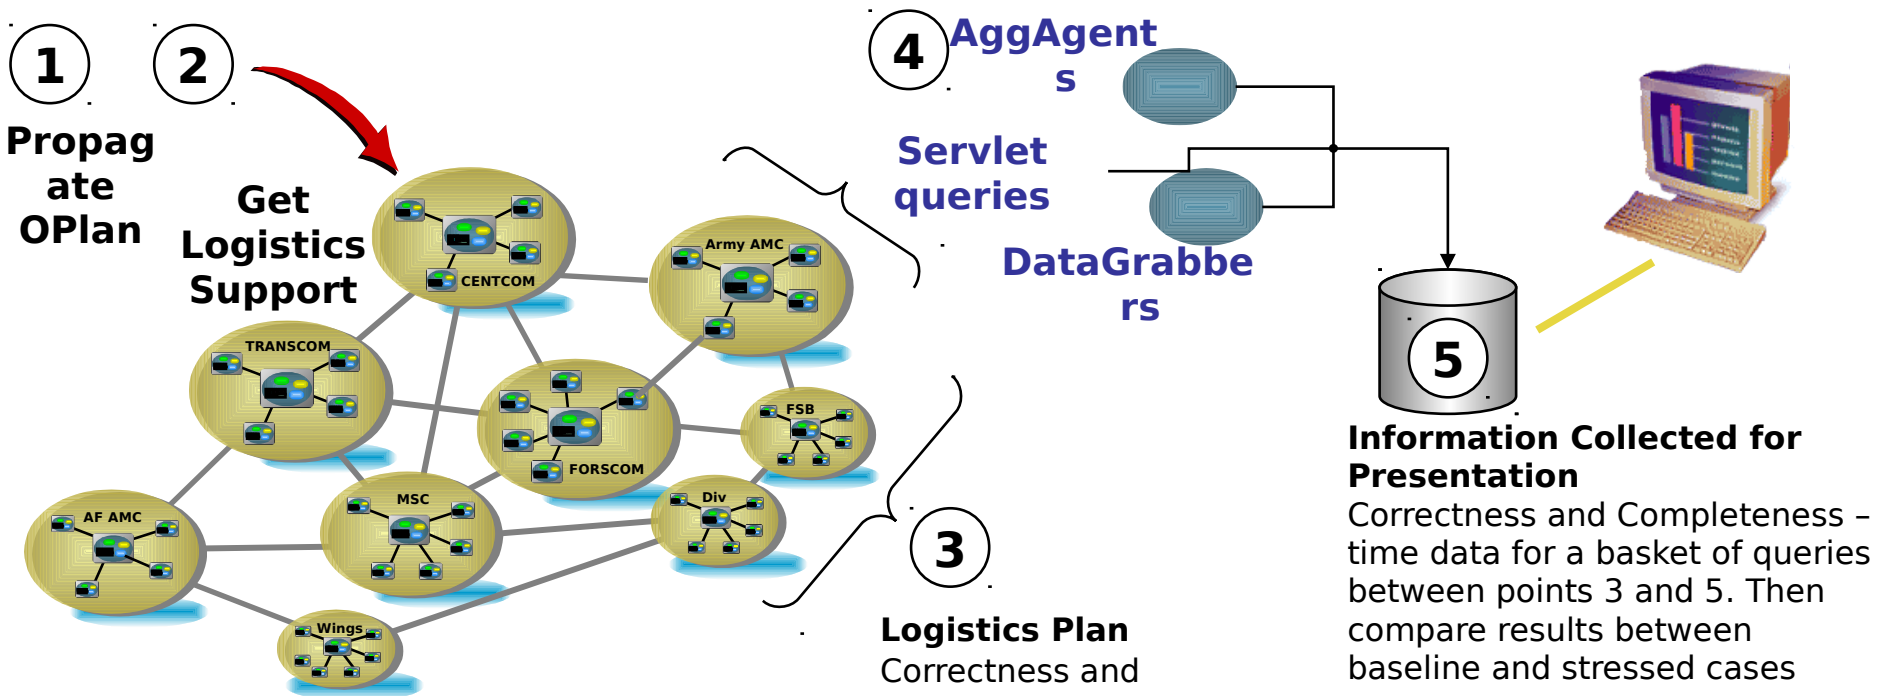 1
Propag
ate
OPlan
2
Get
Logistics
Support
CENTCOM
Army AMC
TRANSCOM
FORSCOM
FSB
MSC
Div
AF AMC
Wings
3
Logistics Plan
Correctness and
4
AggAgent
s
Servlet
queries
DataGrabbe
rs
5
Information Collected for
Presentation
Correctness and Completeness –
time data for a basket of queries
between points 3 and 5. Then
compare results between
baseline and stressed cases